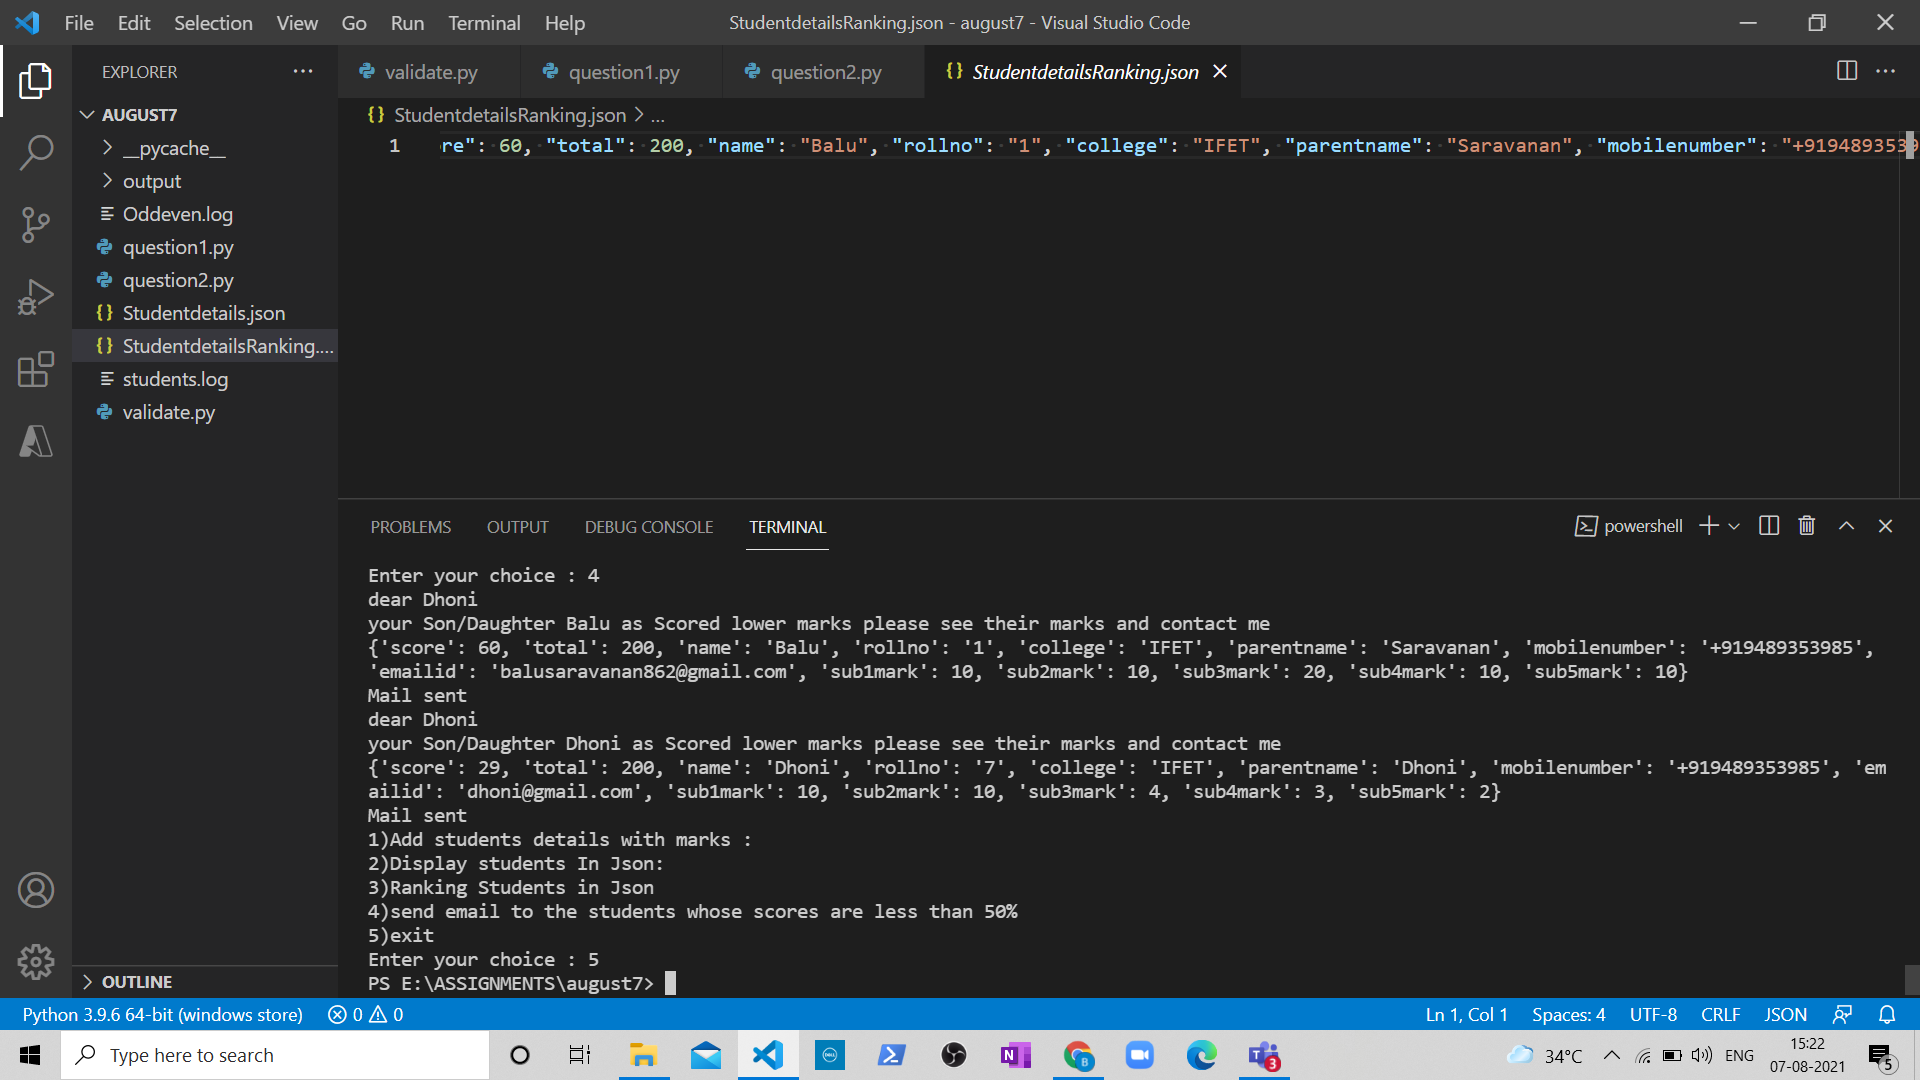 File Edit Selection View Go Run Terminal Help
StudentdetailsRanking.json - august7 - Visual Studio Code
EXPLORER
validate.py question1.py question2.py StudentdetailsRanking.json
AUGUST7
StudentdetailsRanking.json > ...
1 re": 60, "total": 200, "name": "Balu", "rollno": "1", "college": "IFET", "parentname": "Saravanan", "mobilenumber": "+9194893539
__pycache__
output
Oddeven.log
question1.py
question2.py
Studentdetails.json
StudentdetailsRanking....
students.log
validate.py
PROBLEMS OUTPUT DEBUG CONSOLE TERMINAL
powershell
Enter your choice : 4
dear Dhoni
your Son/Daughter Balu as Scored lower marks please see their marks and contact me
{'score': 60, 'total': 200, 'name': 'Balu', 'rollno': '1', 'college': 'IFET', 'parentname': 'Saravanan', 'mobilenumber': '+919489353985',
'emailid': 'balusaravanan862@gmail.com', 'sub1mark': 10, 'sub2mark': 10, 'sub3mark': 20, 'sub4mark': 10, 'sub5mark': 10}
Mail sent
dear Dhoni
your Son/Daughter Dhoni as Scored lower marks please see their marks and contact me
{'score': 29, 'total': 200, 'name': 'Dhoni', 'rollno': '7', 'college': 'IFET', 'parentname': 'Dhoni', 'mobilenumber': '+919489353985', 'em
ailid': 'dhoni@gmail.com', 'sub1mark': 10, 'sub2mark': 10, 'sub3mark': 4, 'sub4mark': 3, 'sub5mark': 2}
Mail sent
1)Add students details with marks :
2)Display students In Json:
3)Ranking Students in Json
4)send email to the students whose scores are less than 50%
5)exit
Enter your choice : 5
PS E:\ASSIGNMENTS\august7>
OUTLINE
Python 3.9.6 64-bit (windows store) 0 0
Ln 1, Col 1 Spaces: 4 UTF-8 CRLF JSON
Type here to search
34°C ENG
15:22
07-08-2021
5
3